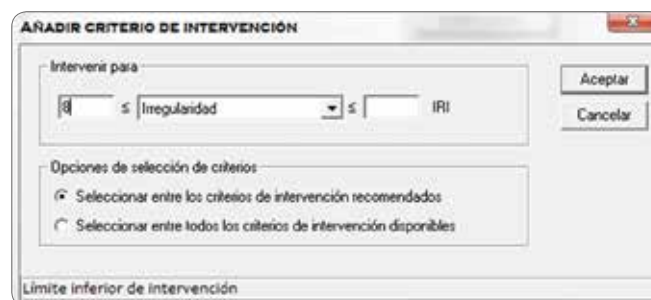 AÑADIR CRITERIO DE INTERVENCIÓN
Intervenir para
8 ≤ Irregularidad ≤ IRI
Aceptar
Cancelar
Opciones de selección de criterios
Seleccionar entre los criterios de intervención recomendados
Seleccionar entre todos los criterios de intervención disponibles
Límite inferior de intervención